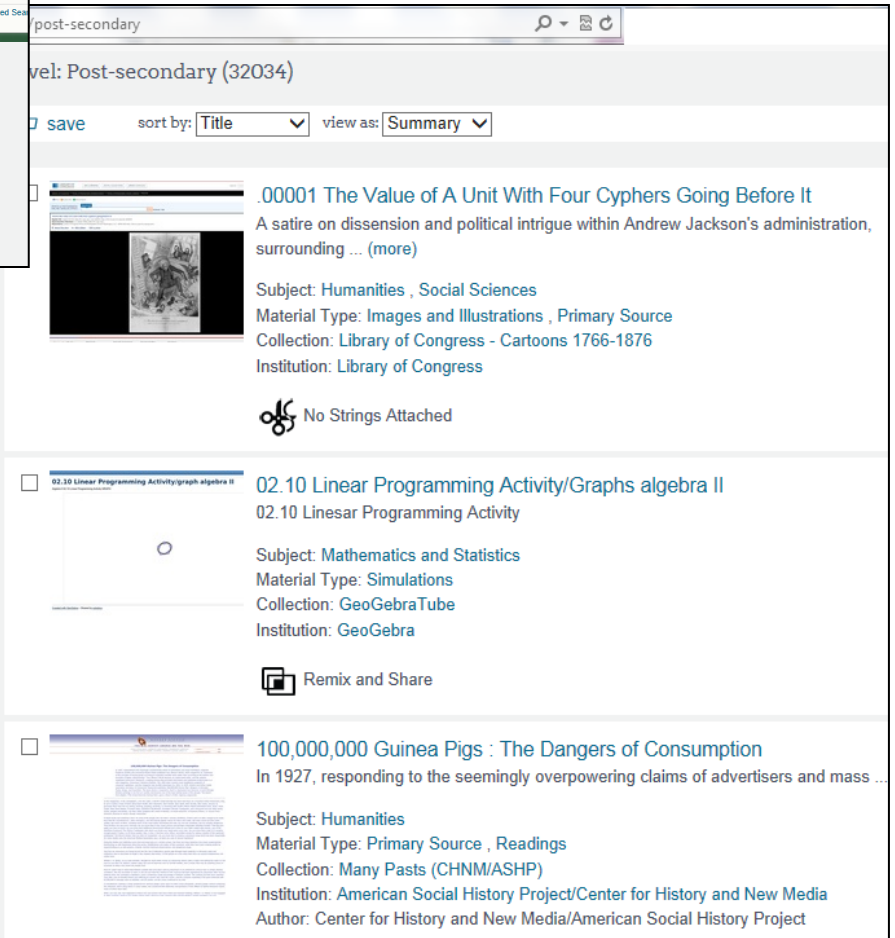 ed Sear
/post-secondary
vel: Post-secondary (32034)
save sort by: Title view as: Summary
.00001 The Value of A Unit With Four Cyphers Going Before It
A satire on dissension and political intrigue within Andrew Jackson's administration,
surrounding ... (more)
Subject: Humanities , Social Sciences
Material Type: Images and Illustrations , Primary Source
Collection: Library of Congress - Cartoons 1766-1876
Institution: Library of Congress
No Strings Attached
02.10 Linear Programming Activity/graph algebra II
02.10 Linear Programming Activity/Graphs algebra II
02.10 Linesar Programming Activity
Subject: Mathematics and Statistics
Material Type: Simulations
Collection: GeoGebraTube
Institution: GeoGebra
Remix and Share
100,000,000 Guinea Pigs : The Dangers of Consumption
In 1927, responding to the seemingly overpowering claims of advertisers and mass ...
Subject: Humanities
Material Type: Primary Source , Readings
Collection: Many Pasts (CHNM/ASHP)
Institution: American Social History Project/Center for History and New Media
Author: Center for History and New Media/American Social History Project